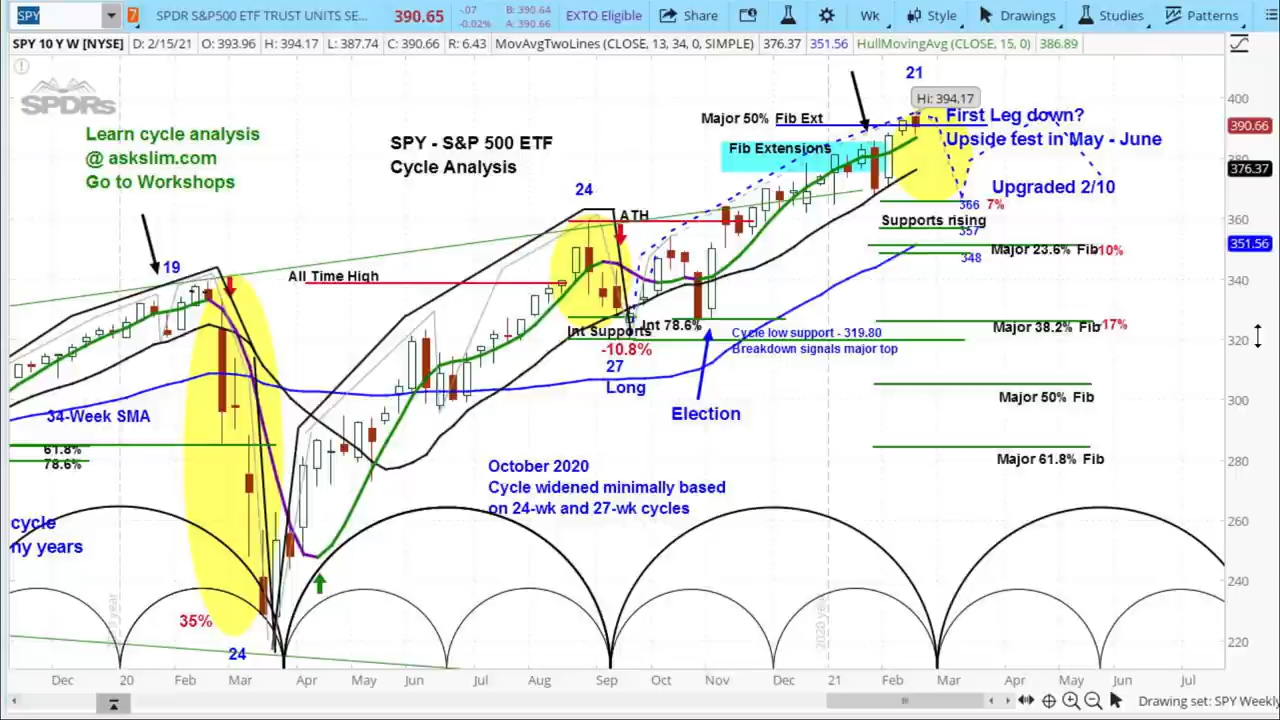 SPY
7
SPDR S&P500 ETF TRUST UNITS SE...
390.65
-.07
-0.02%
B: 390.64
A: 390.66
EXTO Eligible
Share
Wk
Style
Drawings
Studies
Patterns
SPY 10 Y W [NYSE]
D: 2/15/21
O: 393.96
H: 394.17
L: 387.74
C: 390.66
R: 6.43
MovAvgTwoLines (CLOSE, 13, 34, 0, SIMPLE)
376.37
351.56
HullMovingAvg (CLOSE, 15, 0)
386.89
SPDRs
Learn cycle analysis
@ askslim.com
Go to Workshops
SPY - S&P 500 ETF
Cycle Analysis
21
Hi: 394.17
Major 50% Fib Ext
First Leg down?
Upside test in May - June
Fib Extensions
Upgraded 2/10
24
ATH
366 7%
Supports rising
357
Major 23.6% Fib
10%
348
19
All Time High
Int Supports
Int 78.6%
Major 38.2% Fib
-17%
Cycle low support - 319.80
Breakdown signals major top
-10.8%
27
Long
Election
Major 50% Fib
34-Week SMA
61.8%
78.6%
Major 61.8% Fib
October 2020
Cycle widened minimally based
on 24-wk and 27-wk cycles
cycle
ny years
35%
24
400
390.66
380
376.37
360
351.56
340
320
300
280
260
240
220
Dec
20
Feb
Mar
Apr
May
Jun
Jul
Aug
Sep
Oct
Nov
Dec
21
Feb
Mar
Apr
May
Jun
Jul
2020 year
Drawing set: SPY Weekly